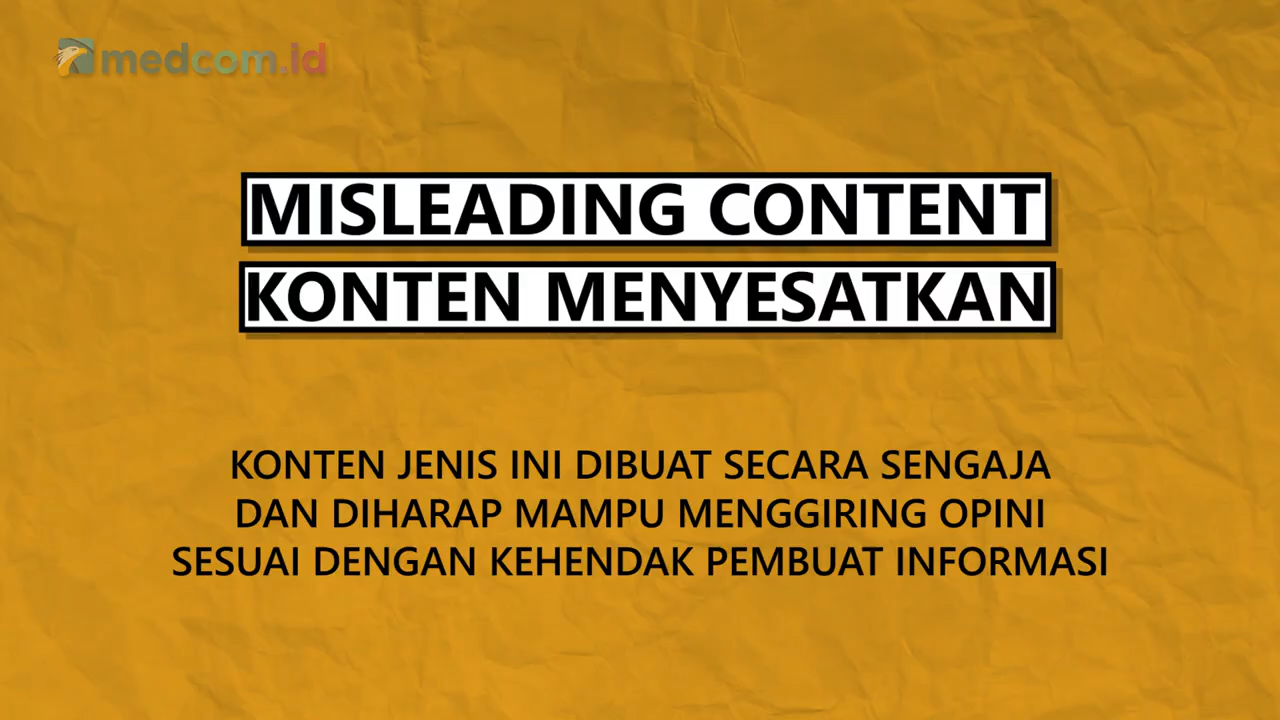 medcom.id
MISLEADING CONTENT
KONTEN MENYESATKAN
KONTEN JENIS INI DIBUAT SECARA SENGAJA
DAN DIHARAP MAMPU MENGGIRING OPINI
SESUAI DENGAN KEHENDAK PEMBUAT INFORMASI